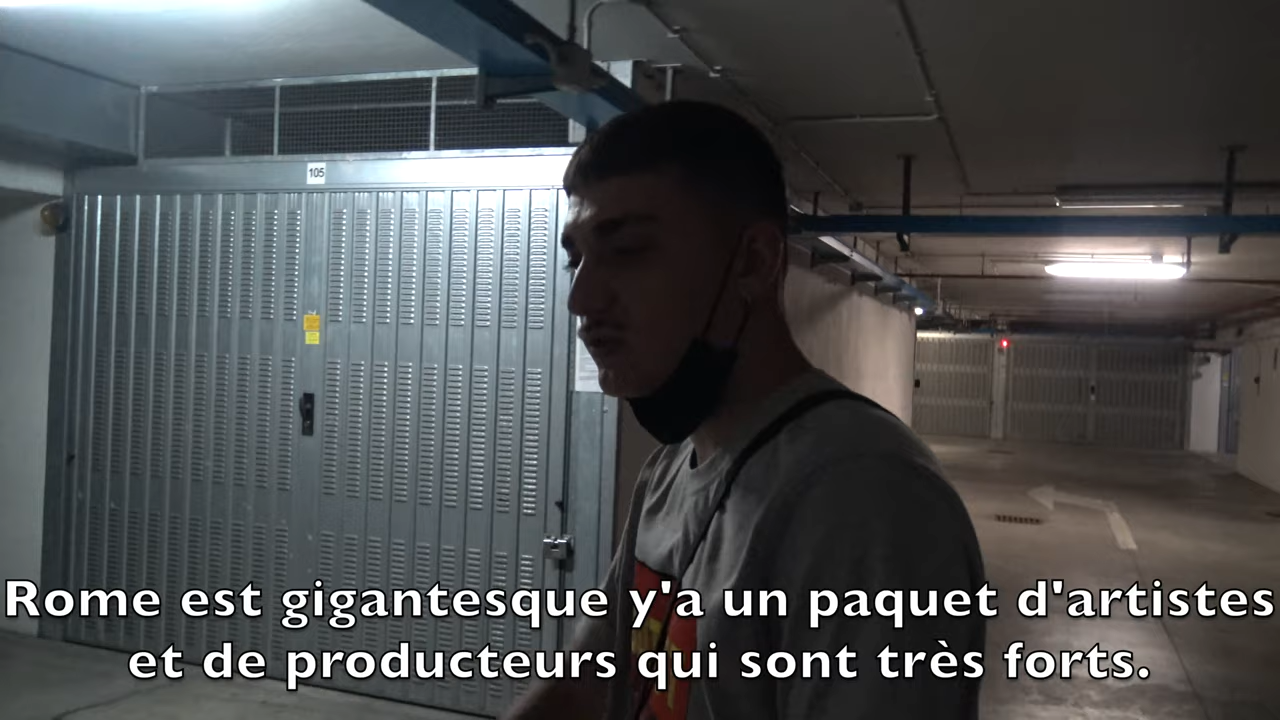 105
Rome est gigantesque y'a un paquet d'artistes
et de producteurs qui sont très forts.